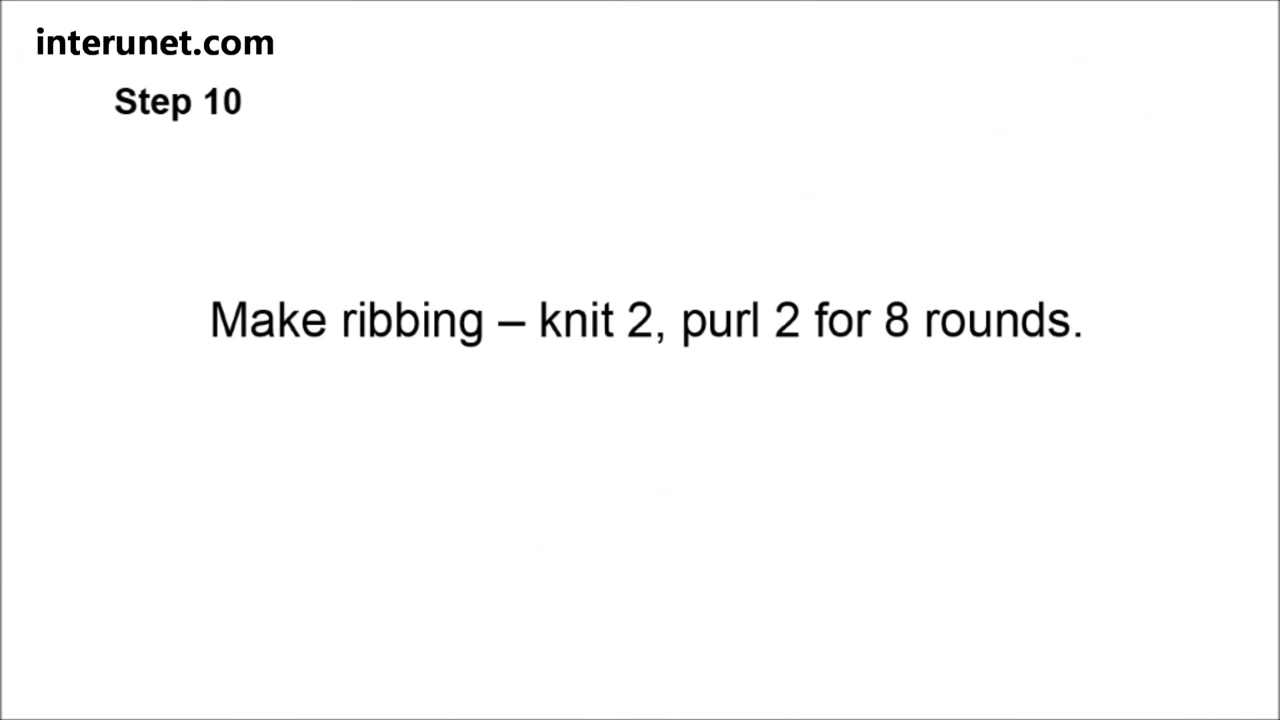 interunet.com
Step 10
Make ribbing – knit 2, purl 2 for 8 rounds.